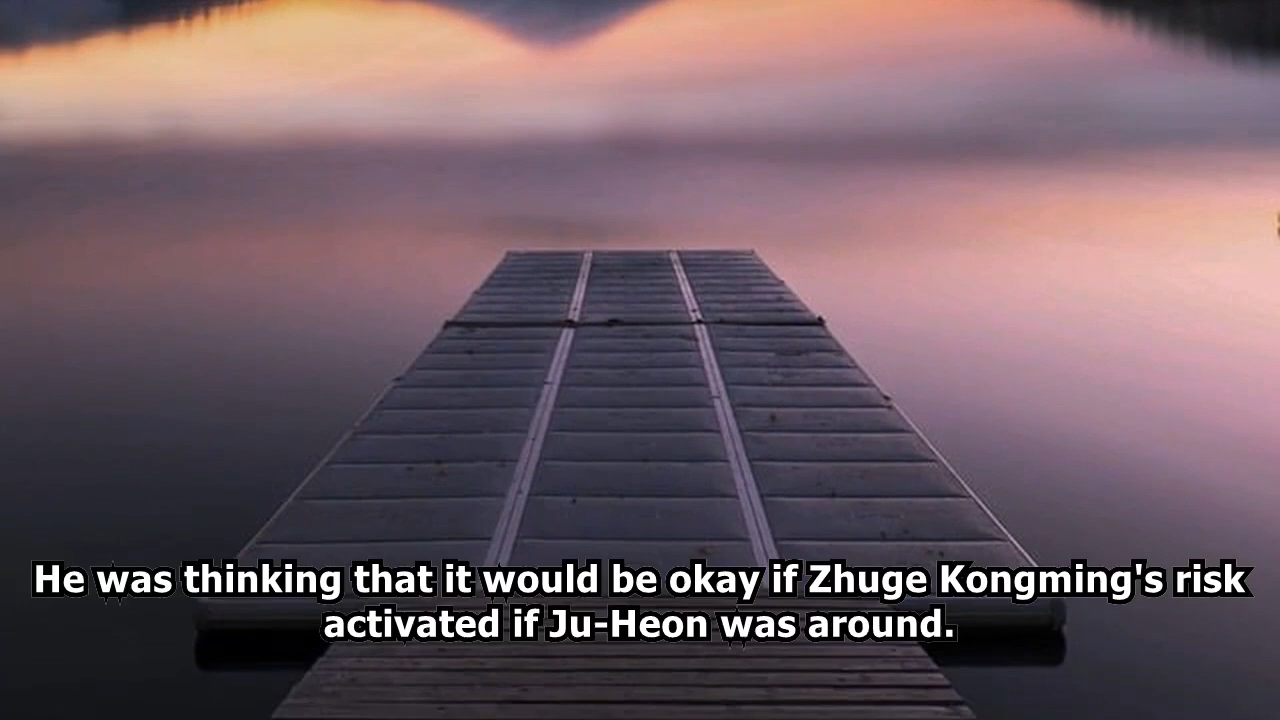 He was thinking that it would be okay if Zhuge Kongming's risk
activated if Ju-Heon was around.